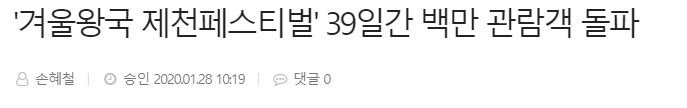 '겨울왕국 제천페스티벌' 39일간 백만 관람객 돌파
손혜철 | 승인 2020.01.28 10:19 | 댓글 0